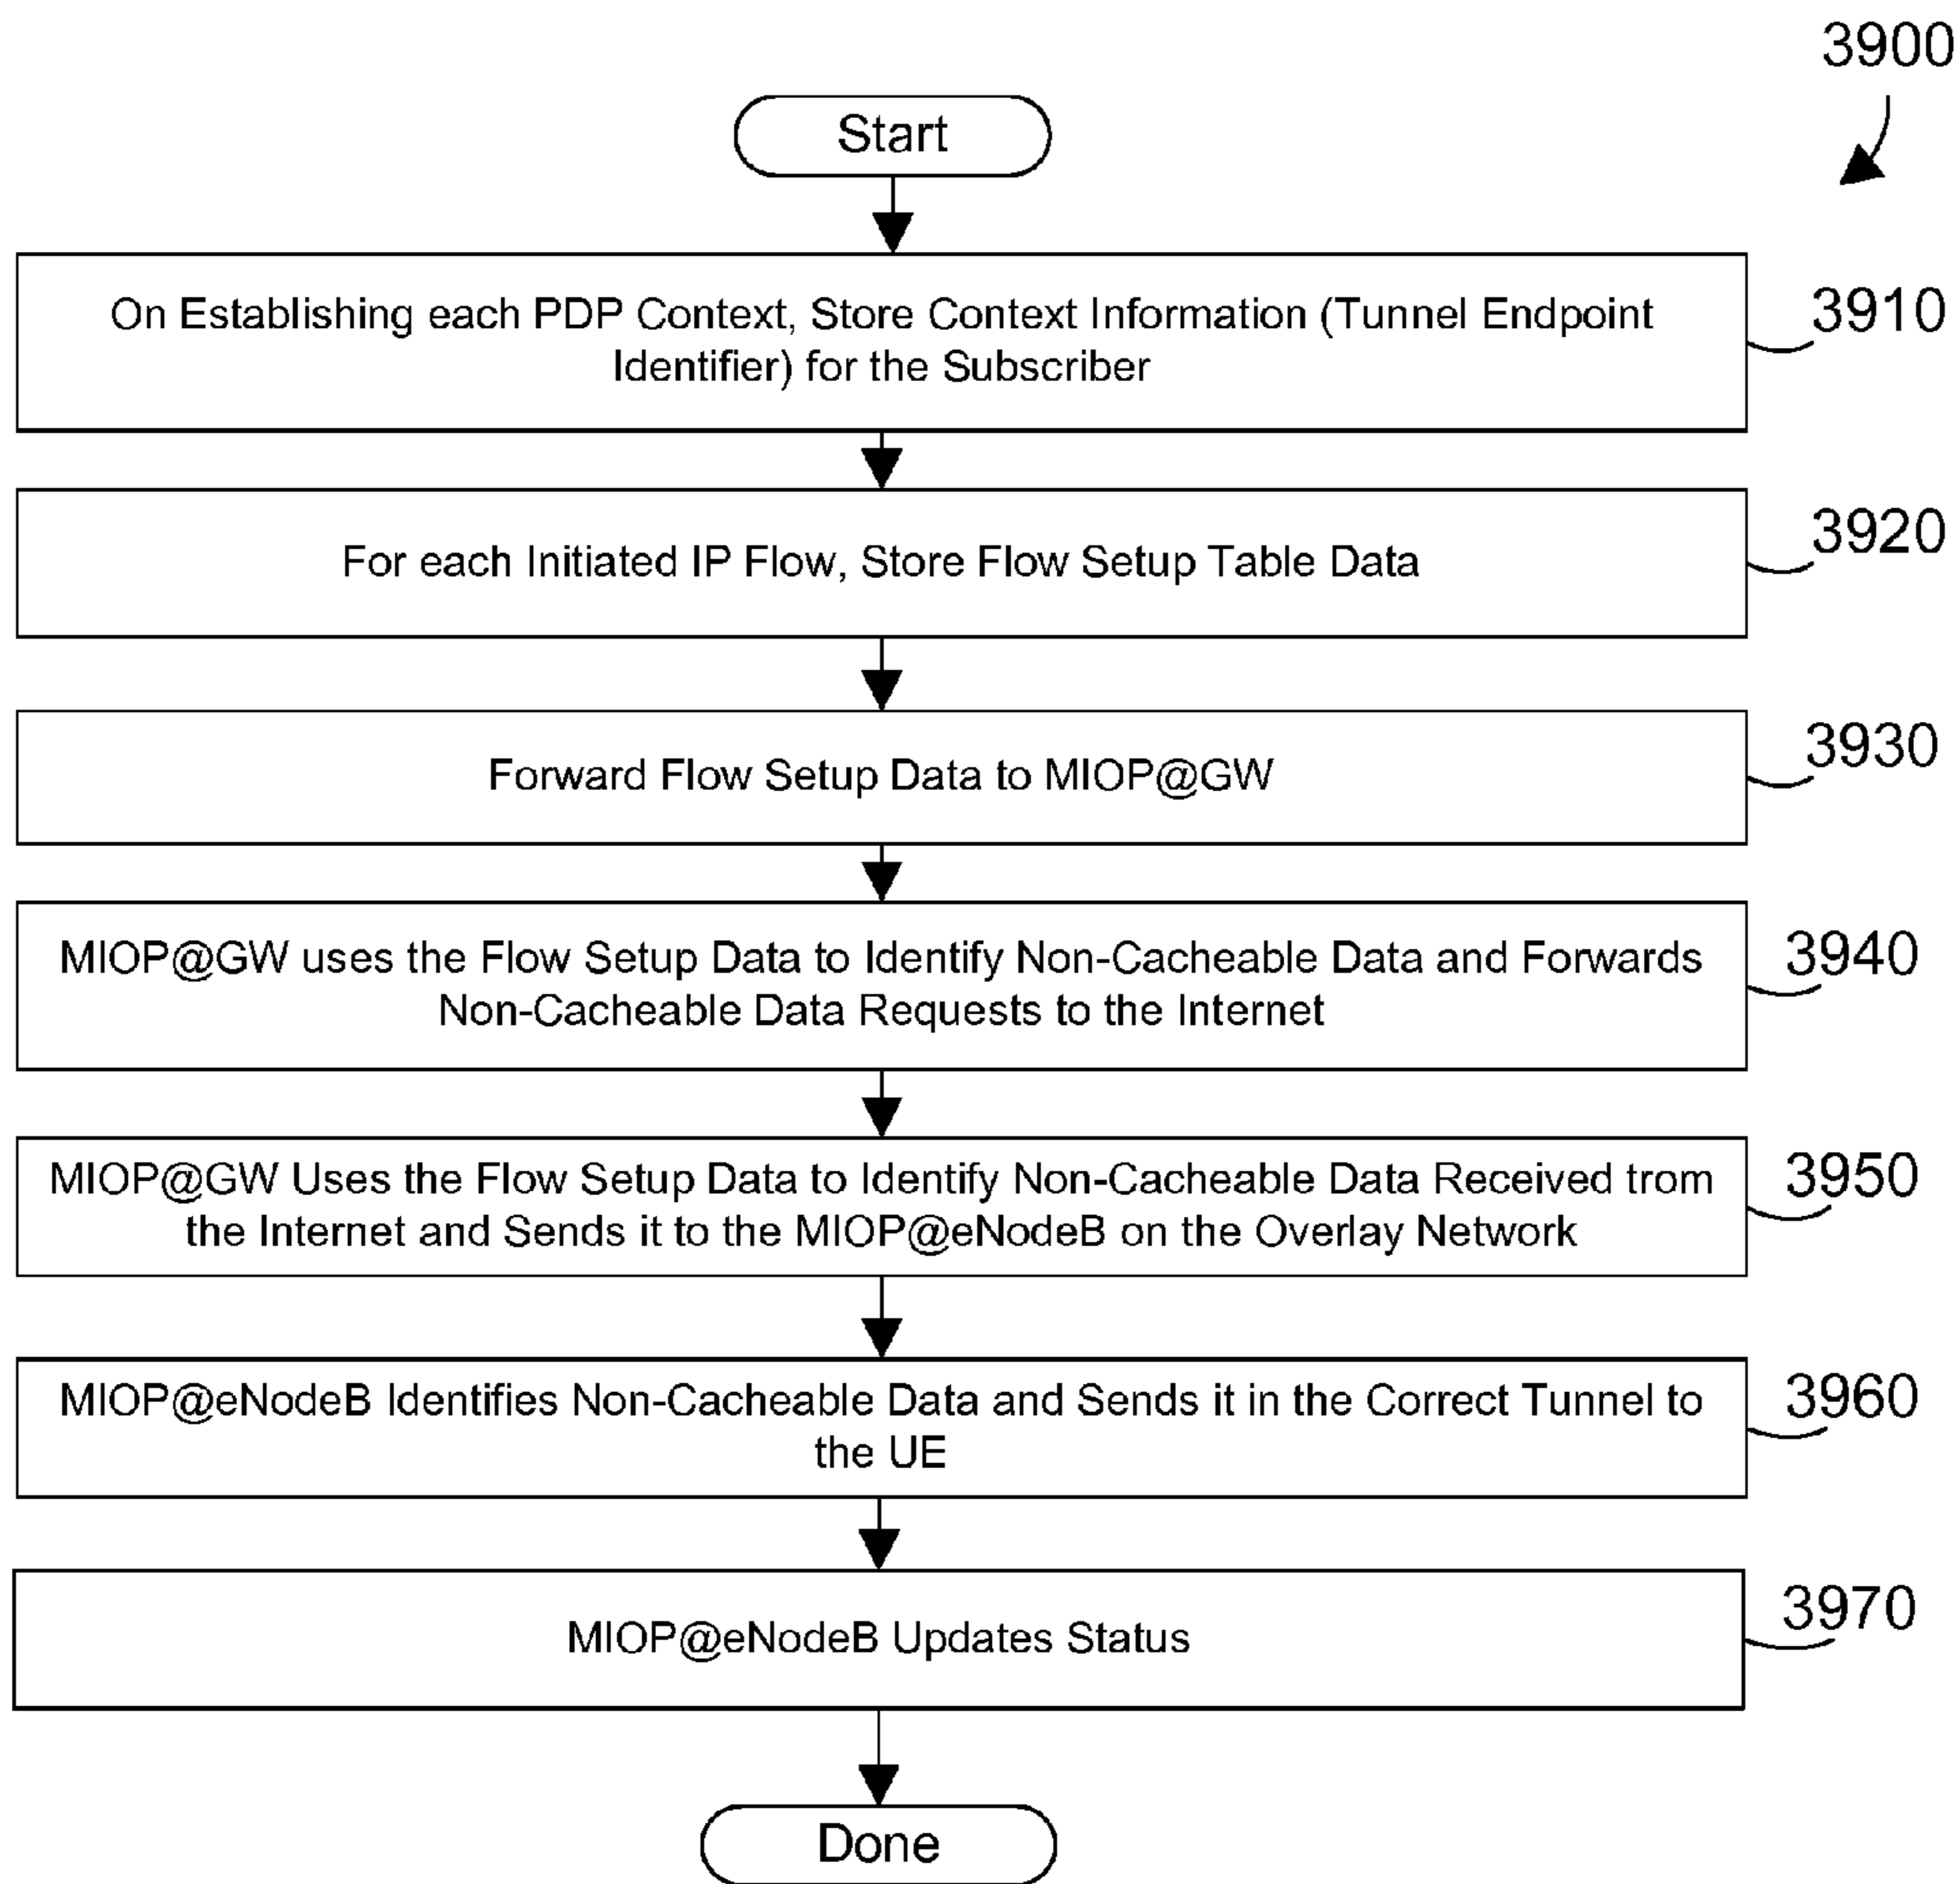 3900
Start
On Establishing each PDP Context, Store Context Information (Tunnel Endpoint
Identifier) for the Subscriber
3910
For each Initiated IP Flow, Store Flow Setup Table Data
3920
Forward Flow Setup Data to MIOP@GW
3930
MIOP@GW uses the Flow Setup Data to Identify Non-Cacheable Data and Forwards
Non-Cacheable Data Requests to the Internet
3940
MIOP@GW Uses the Flow Setup Data to Identify Non-Cacheable Data Received trom
the Internet and Sends it to the MIOP@eNodeB on the Overlay Network
3950
MIOP@eNodeB Identifies Non-Cacheable Data and Sends it in the Correct Tunnel to
the UE
3960
MIOP@eNodeB Updates Status
3970
Done